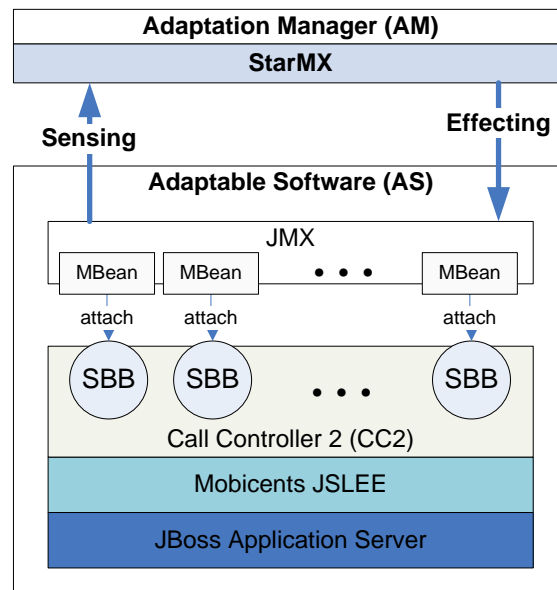 Adaptation Manager (AM)
StarMX
Sensing
Effecting
Adaptable Software (AS)
JMX
MBean
MBean
• • •
MBean
attach
attach
attach
SBB
SBB
• • •
SBB
Call Controller 2 (CC2)
Mobicents JSLEE
JBoss Application Server